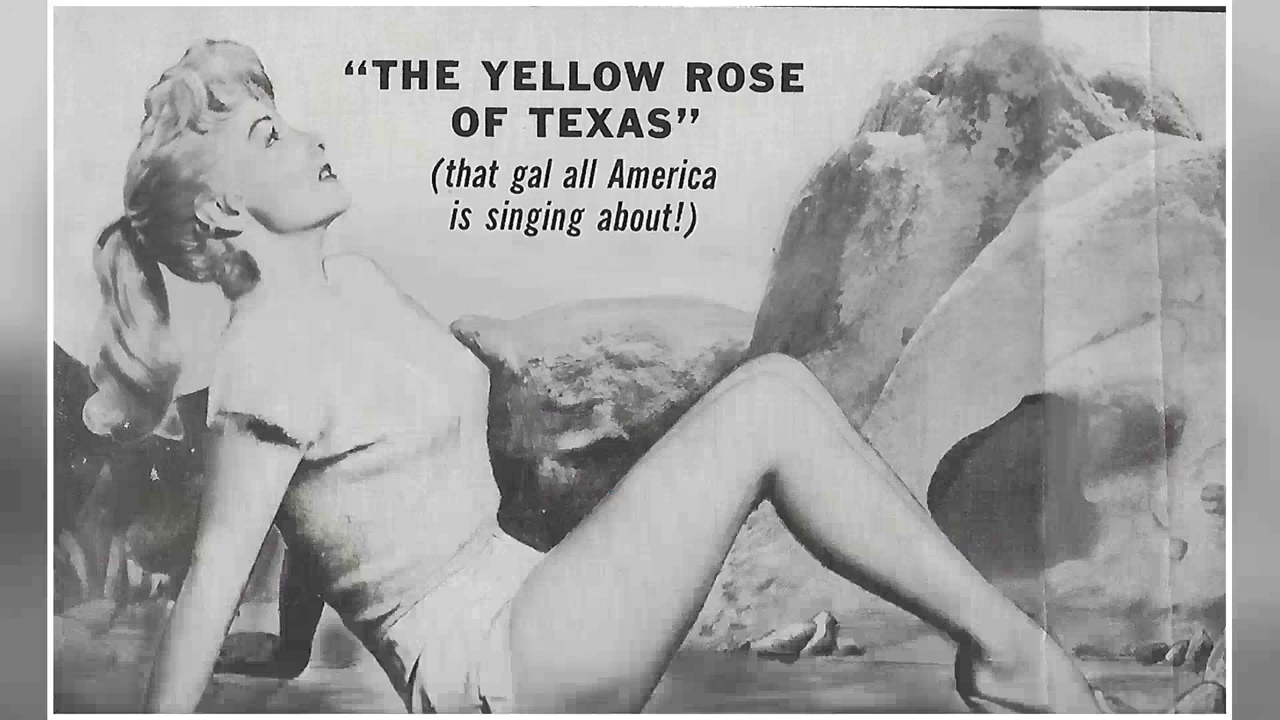 “THE YELLOW ROSE
OF TEXAS”
(that gal all America
is singing about!)